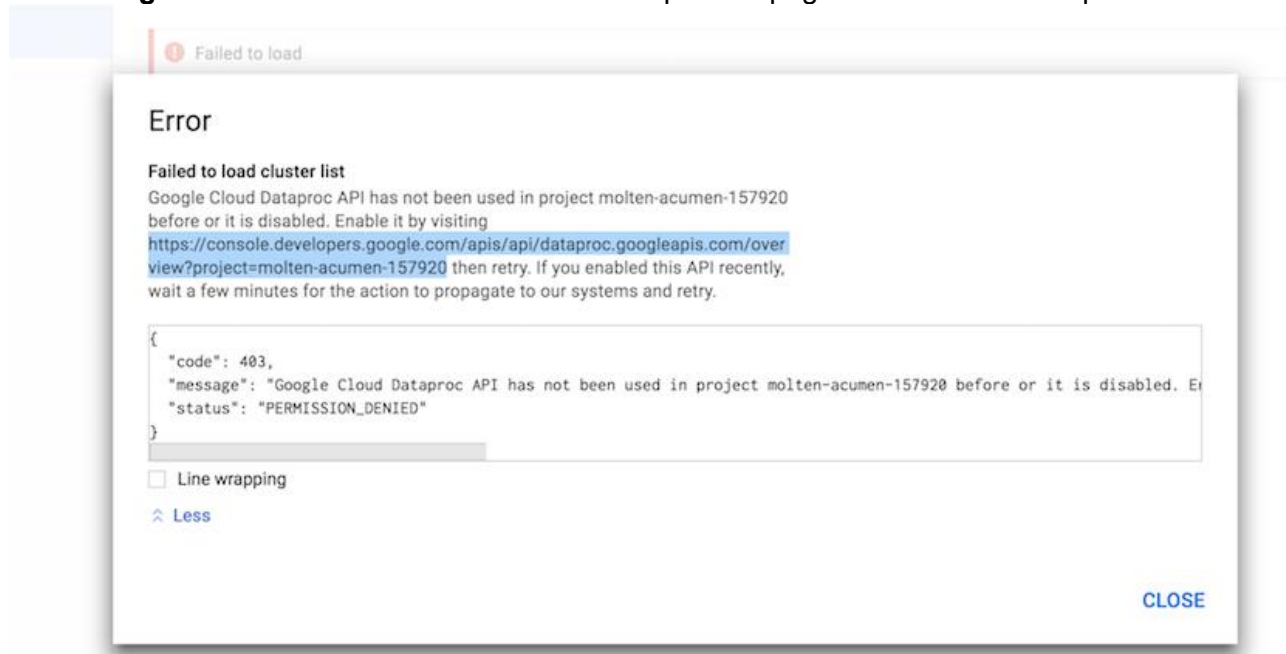 Failed to load
Error
Failed to load cluster list
Google Cloud Dataproc API has not been used in project molten-acumen-157920
before or it is disabled. Enable it by visiting
https://console.developers.google.com/apis/api/dataproc.googleapis.com/over
view?project=molten-acumen-157920 then retry. If you enabled this API recently,
wait a few minutes for the action to propagate to our systems and retry.
{
"code": 403,
"message": "Google Cloud Dataproc API has not been used in project molten-acumen-157920 before or it is disabled.
"status": "PERMISSION_DENIED"
}
Line wrapping
Less
CLOSE